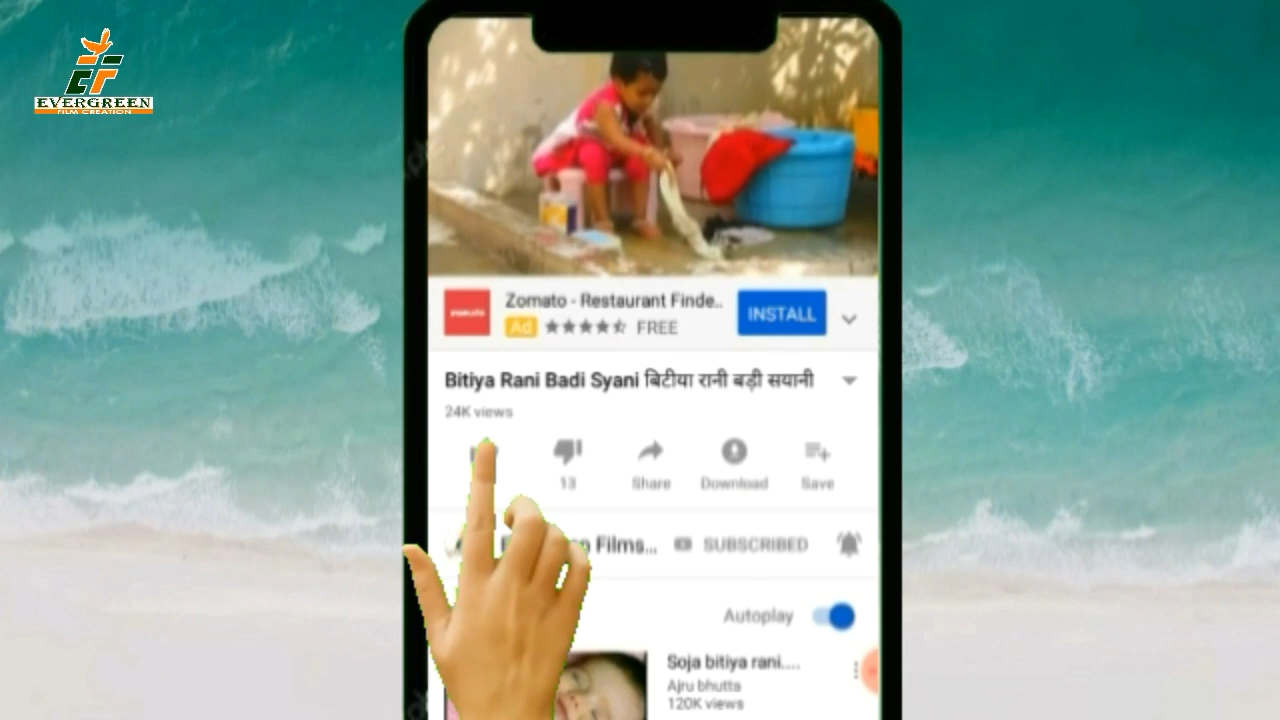 EVERGREEN
FILM CREATION
Zomato - Restaurant Finde..
INSTALL
Ad
FREE
Bitiya Rani Badi Syani बिटीया रानी बड़ी सयानी
24K views
13
Share
Download
Save
Films...
SUBSCRIBED
Autoplay
Soja bitiya rani....
Ajru bhutta
120K views